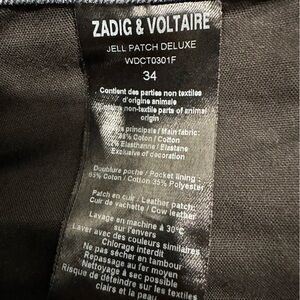 ZADIG & VOLTAIRE
JELL PATCH DELUXE
WDCT0301F
34
Contient des parties non textiles
d'origine animale
Contains non-textile parts of animal
origin
principale / Main fabric:
98% Coton / Cotton
2% Elasthanne / Elastane
Exclusive of decoration
Doublure poche / Pocket lining :
65% Coton / Cotton 35% Polyester
Patch en cuir / Leather patch:
Cuir de vachette / Cow leather
Lavage en machine à 30°C
sur l'envers
Laver avec des couleurs similaires
Chlorage interdit
Ne pas sécher en tambour
Repassage au fer moyen
Nettoyage à sec possible
Risque de déteindre sur les textiles
clairs et la peau